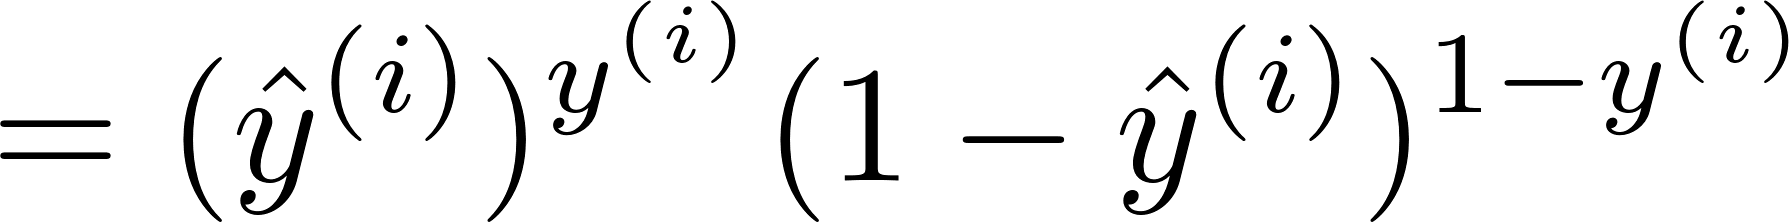 = (ŷ^{(i)})^{y^{(i)}} (1 − ŷ^{(i)})^{1−y^{(i)}}